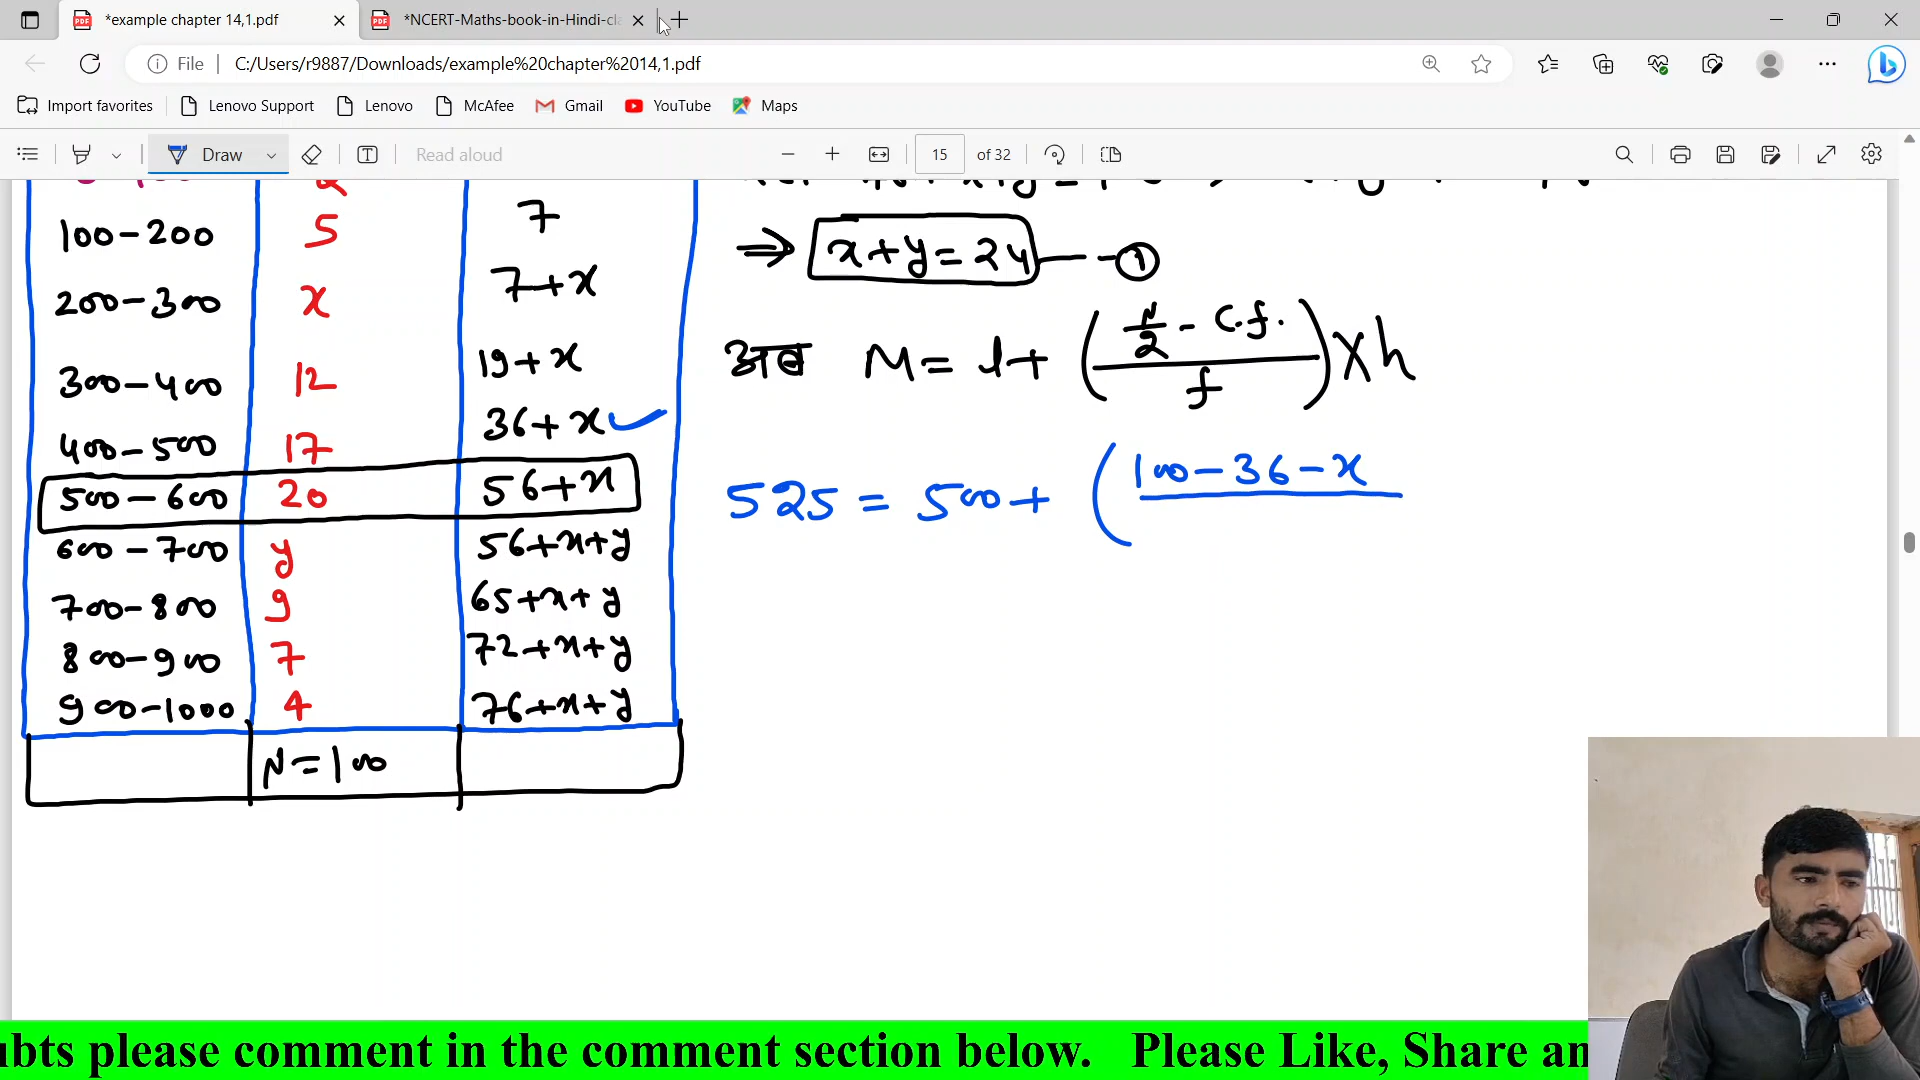 *example chapter 14,1.pdf
*NCERT-Maths-book-in-Hindi-cla
File
C:/Users/r9887/Downloads/example%20chapter%2014,1.pdf
Import favorites
Lenovo Support
Lenovo
McAfee
Gmail
YouTube
Maps
Draw
Read aloud
15 of 32
100-200 5 7
200-300 x 7+x
300-400 12 19+x
400-500 17 36+x
500-600 20 56+x
600-700 y 56+x+y
700-800 9 65+x+y
800-900 7 72+x+y
900-1000 4 76+x+y
N=100
⇒ x+y=24 --- ①
अब M= l+ (N/2 - c.f. / f) X h
525 = 500+ ( 100-36-x
ubts please comment in the comment section below. Please Like, Share an